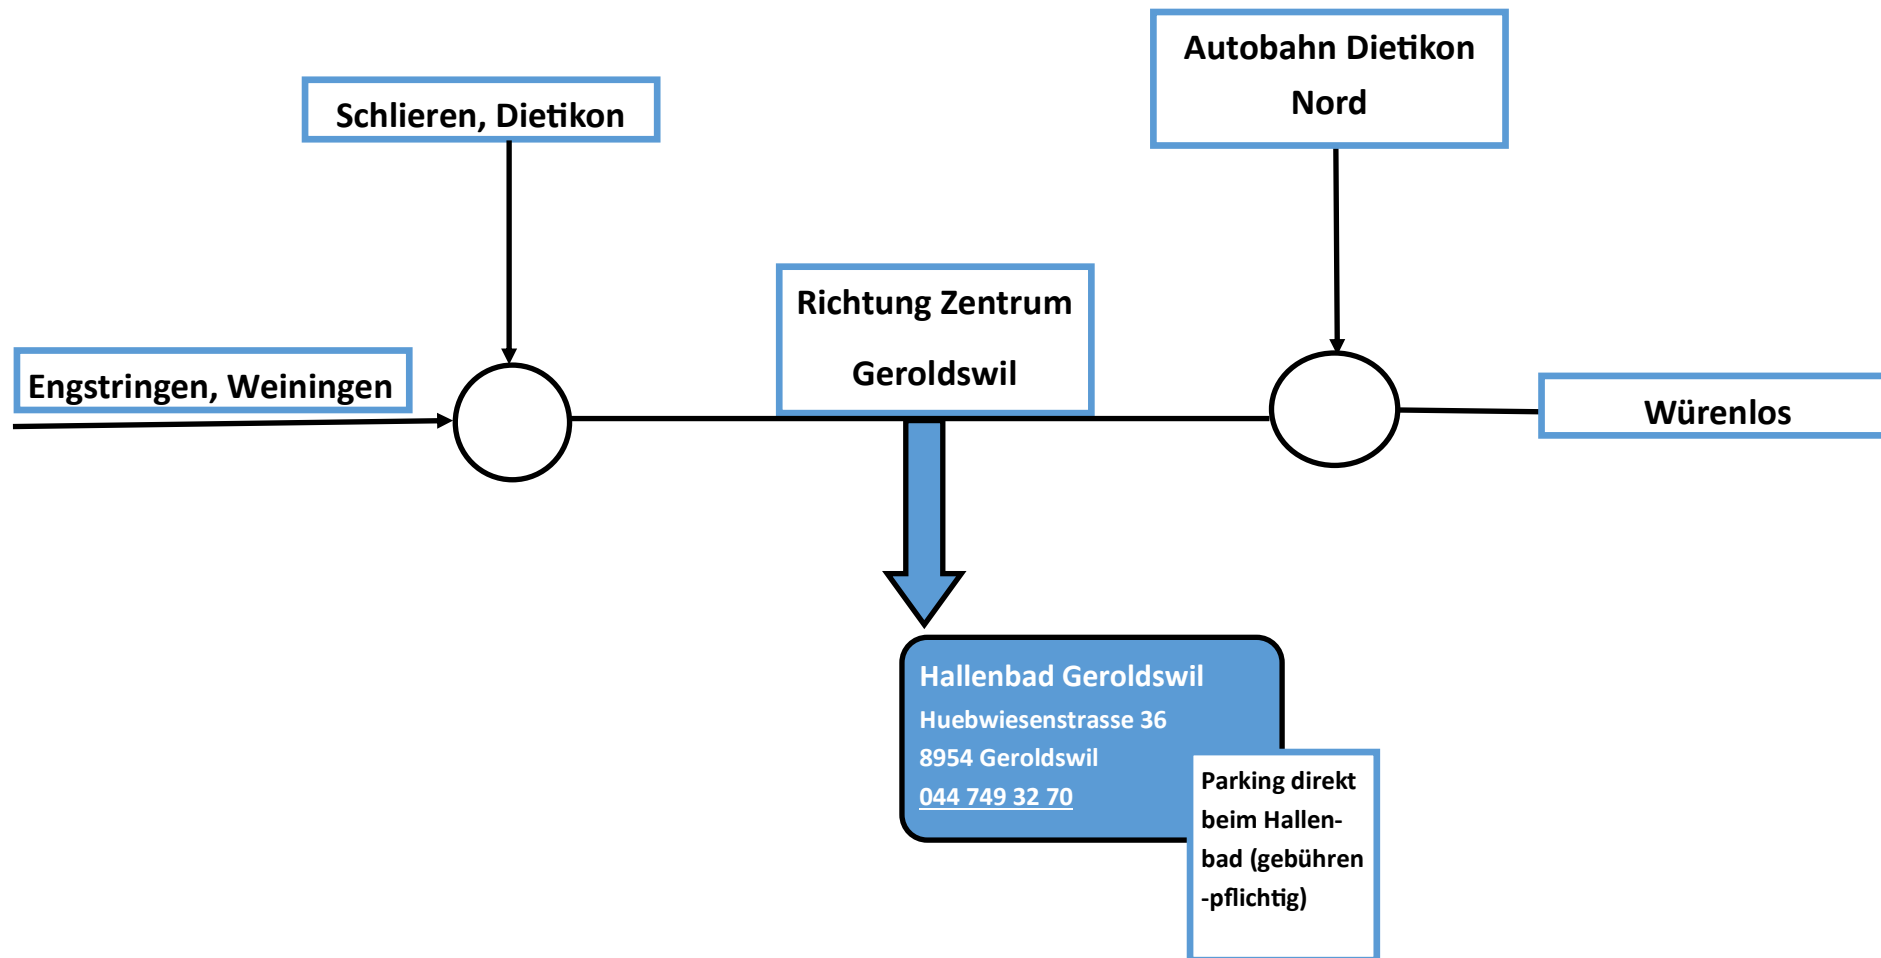 Autobahn Dietikon
Nord
Schlieren, Dietikon
Richtung Zentrum
Geroldswil
Engstringen, Weiningen
Würenlos
Hallenbad Geroldswil
Huebwiesenstrasse 36
8954 Geroldswil
044 749 32 70
Parking direkt
beim Hallen-
bad (gebühren
-pflichtig)